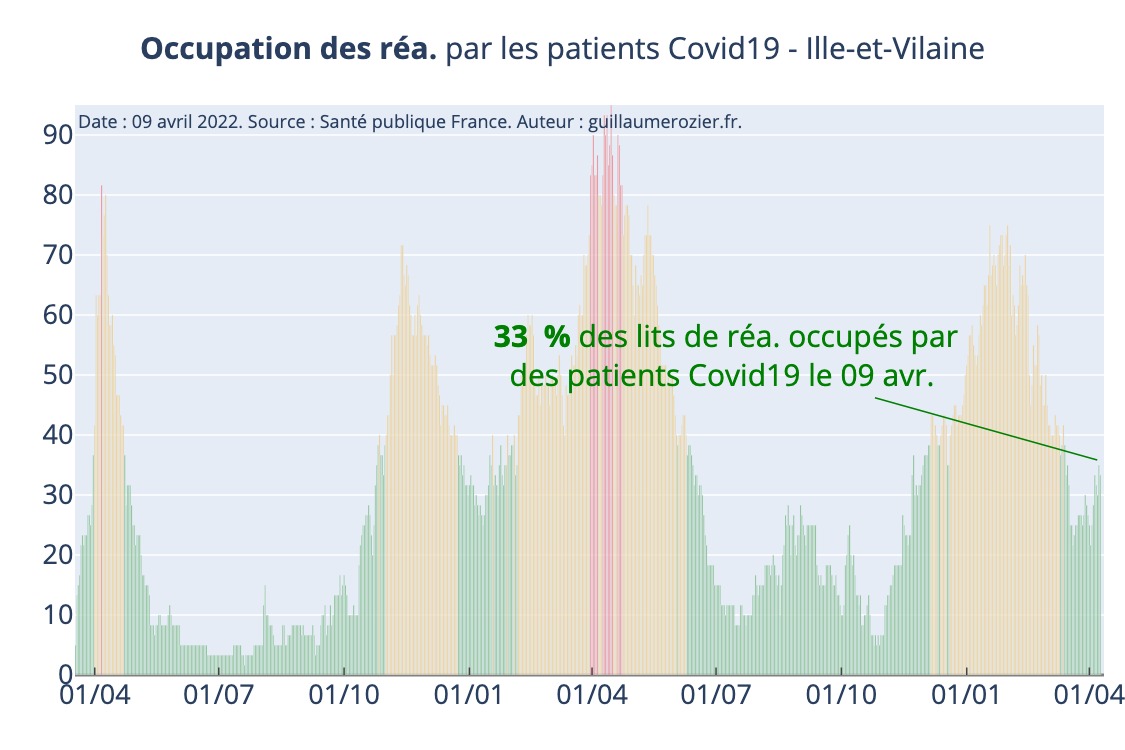 Occupation des réa. par les patients Covid19 - Ille-et-Vilaine
Date : 09 avril 2022. Source : Santé publique France. Auteur : guillaumerozier.fr.
90
80
70
60
50
40
30
20
10
0
33 % des lits de réa. occupés par
des patients Covid19 le 09 avr.
01/04 01/07 01/10 01/01 01/04 01/07 01/10 01/01 01/04